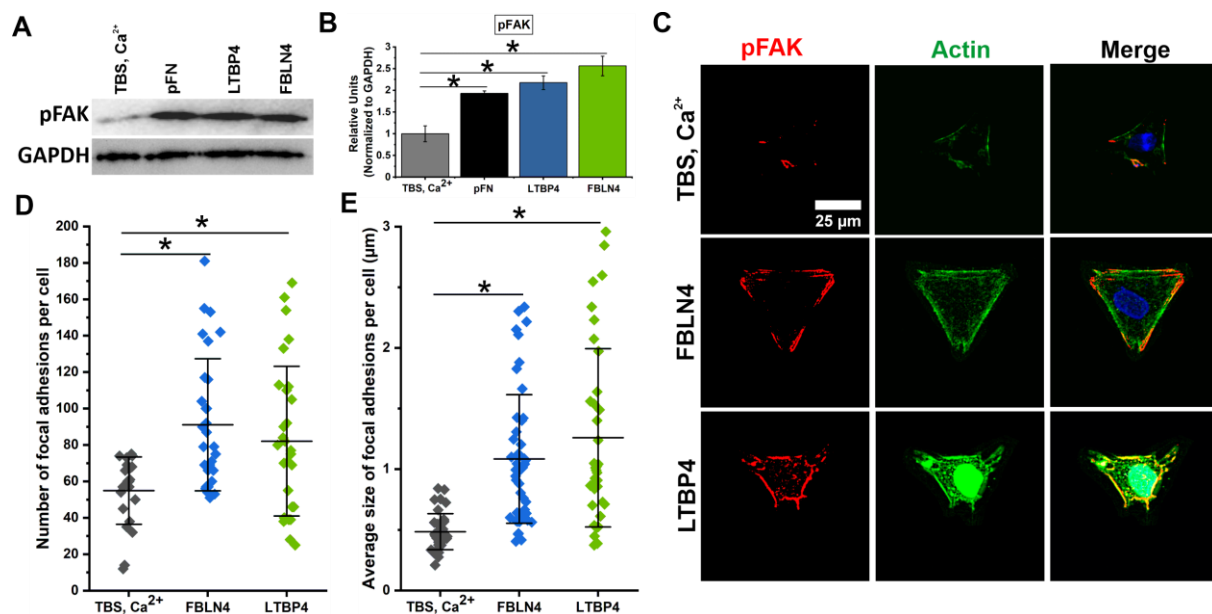 A
TBS, Ca2+
pFN
LTBP4
FBLN4
pFAK
GAPDH
B
pFAK
Relative Units
(Normalized to GAPDH)
3
2.5
2
1.5
1
0.5
0
*
*
*
TBS, Ca2+ pFN LTBP4 FBLN4
C
pFAK Actin Merge
TBS, Ca2+
25 µm
FBLN4
LTBP4
D
Number of focal adhesions per cell
200
180
160
140
120
100
80
60
40
20
0
*
*
TBS, Ca2+ FBLN4 LTBP4
E
Average size of focal adhesions per cell (µm)
3
2
1
0
*
*
TBS, Ca2+ FBLN4 LTBP4